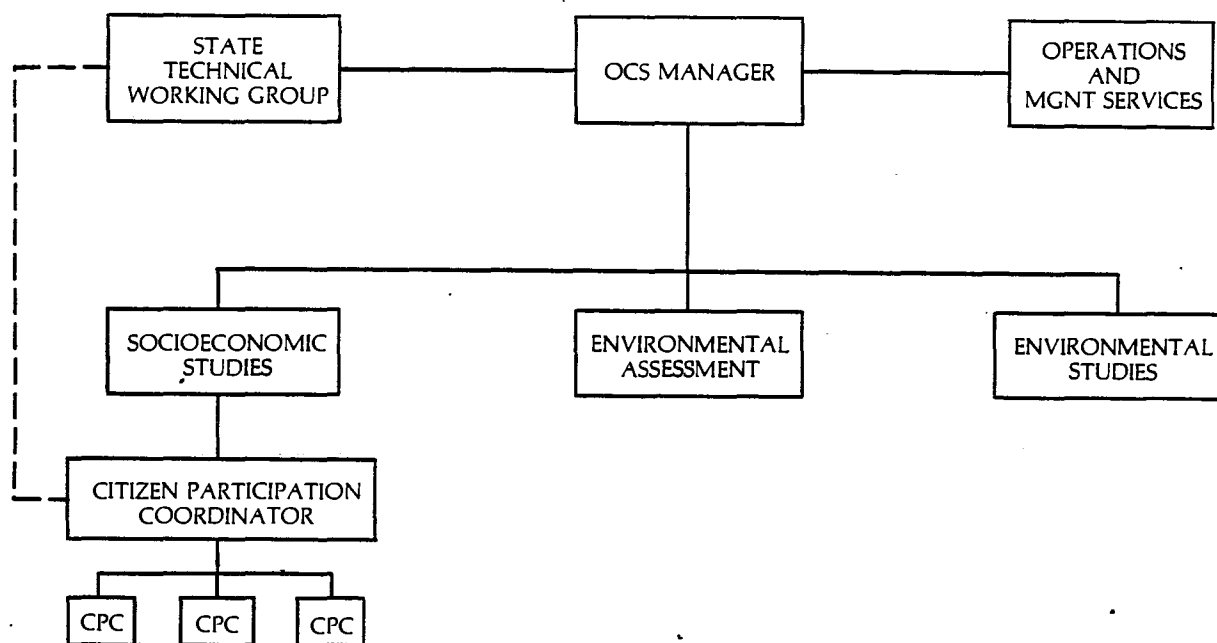 STATE
TECHNICAL
WORKING GROUP
OCS MANAGER
OPERATIONS
AND
MGNT SERVICES
SOCIOECONOMIC
STUDIES
ENVIRONMENTAL
ASSESSMENT
ENVIRONMENTAL
STUDIES
CITIZEN PARTICIPATION
COORDINATOR
CPC
CPC
CPC